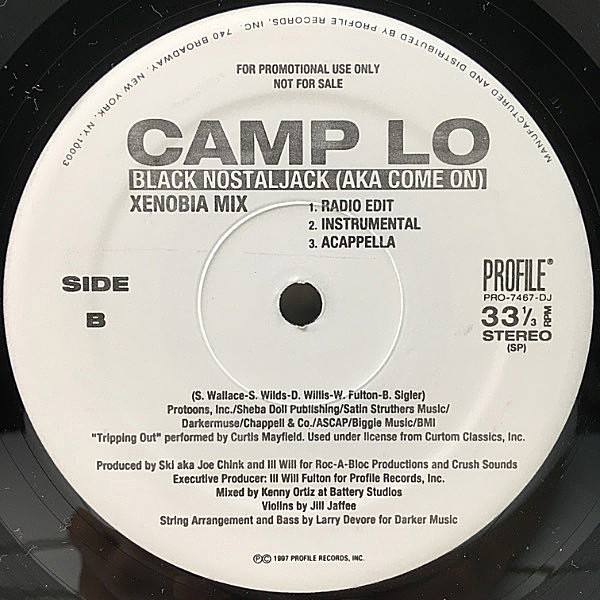 MANUFACTURED AND DISTRIBUTED BY PROFILE RECORDS, INC. 740 BROADWAY, NEW YORK, NY. 10003
FOR PROMOTIONAL USE ONLY
NOT FOR SALE
CAMP LO
BLACK NOSTALJACK (AKA COME ON)
XENOBIA MIX
1. RADIO EDIT
2. INSTRUMENTAL
3. ACAPPELLA
SIDE
B
PROFILE®
PRO-7467-DJ
33 1/3 RPM
STEREO
(SP)
(S. Wallace-S. Wilds-D. Willis-W. Fulton-B. Sigler)
Protoons, Inc./Sheba Doll Publishing/Satin Struthers Music/
Darkermuse/Chappell & Co./ASCAP/Biggie Music/BMI
"Tripping Out" performed by Curtis Mayfield. Used under license from Curtom Classics, Inc.
Produced by Ski aka Joe Chink and Ill Will for Roc-A-Bloc Productions and Crush Sounds
Executive Producer: Ill Will Fulton for Profile Records, Inc.
Mixed by Kenny Ortiz at Battery Studios
Violins by Jill Jaffee
String Arrangement and Bass by Larry Devore for Darker Music
℗© 1997 PROFILE RECORDS, INC.